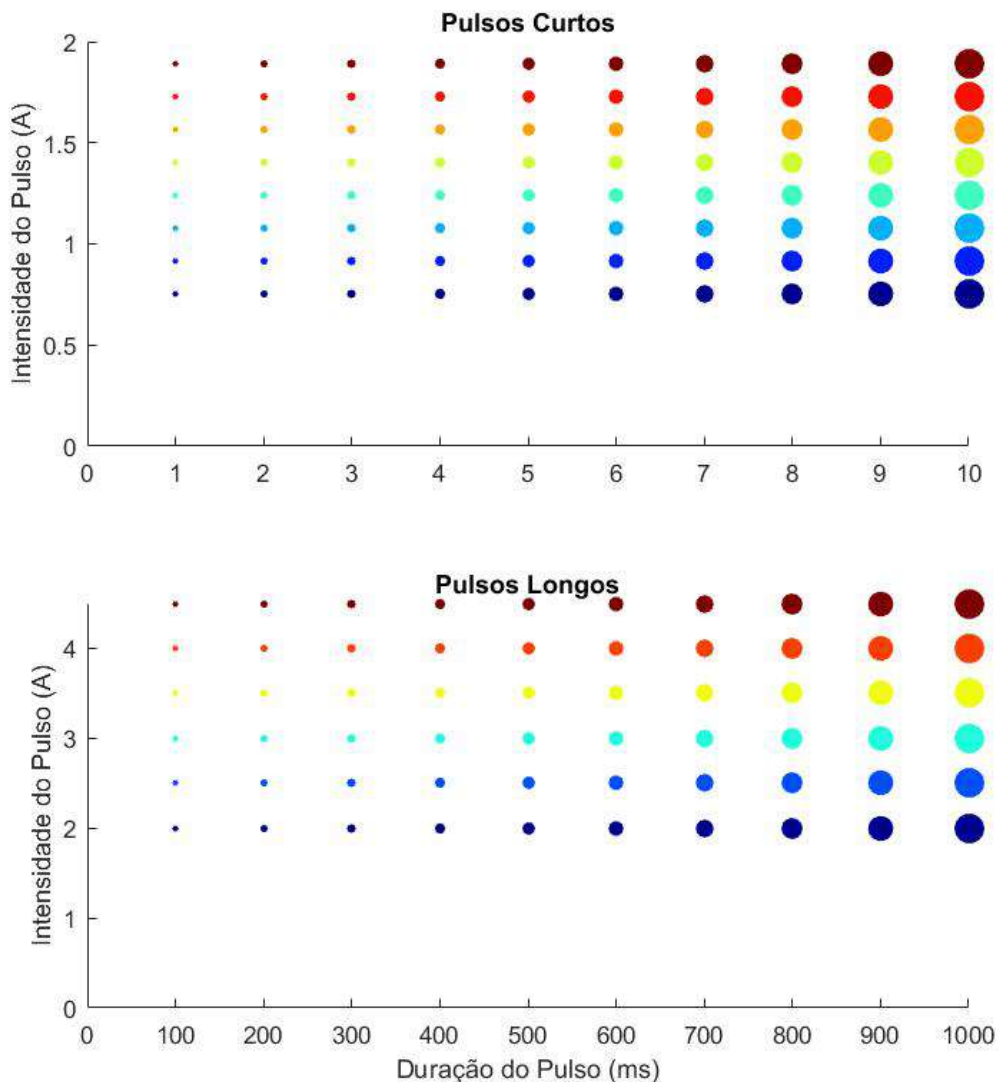 Pulsos Curtos
Intensidade do Pulso (A)
2
1.5
1
0.5
0
0 1 2 3 4 5 6 7 8 9 10
Pulsos Longos
Intensidade do Pulso (A)
4
3
2
1
0
0 100 200 300 400 500 600 700 800 900 1000
Duração do Pulso (ms)